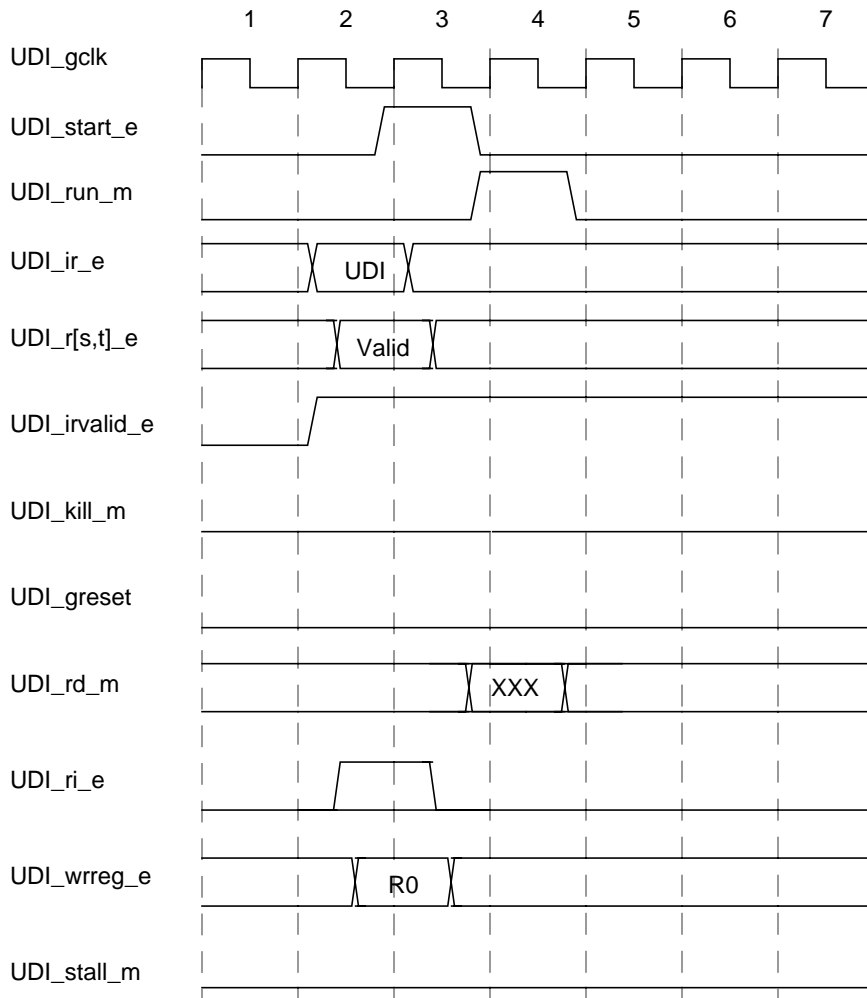 1 2 3 4 5 6 7
UDI_gclk
UDI_start_e
UDI_run_m
UDI_ir_e UDI
UDI_r[s,t]_e Valid
UDI_irvalid_e
UDI_kill_m
UDI_greset
UDI_rd_m XXX
UDI_ri_e
UDI_wrreg_e R0
UDI_stall_m